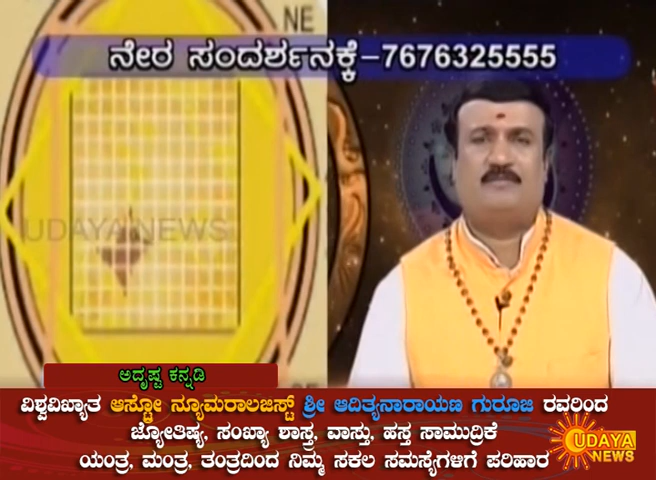 NE
ನೇರ ಸಂದರ್ಶನಕ್ಕೆ–7676325555
UDAYA NEWS
ಅದೃಷ್ಟ ಕನ್ನಡಿ
ವಿಶ್ವವಿಖ್ಯಾತ ಆಸ್ಟ್ರೋ ನ್ಯೂಮರಾಲಜಿಸ್ಟ್ ಶ್ರೀ ಆದಿತ್ಯನಾರಾಯಣ ಗುರೂಜಿ ರವರಿಂದ
ಜ್ಯೋತಿಷ್ಯ, ಸಂಖ್ಯಾ ಶಾಸ್ತ್ರ, ವಾಸ್ತು, ಹಸ್ತ ಸಾಮುದ್ರಿಕೆ
ಯಂತ್ರ, ಮಂತ್ರ, ತಂತ್ರದಿಂದ ನಿಮ್ಮ ಸಕಲ ಸಮಸ್ಯೆಗಳಿಗೆ ಪರಿಹಾರ
UDAYA
NEWS